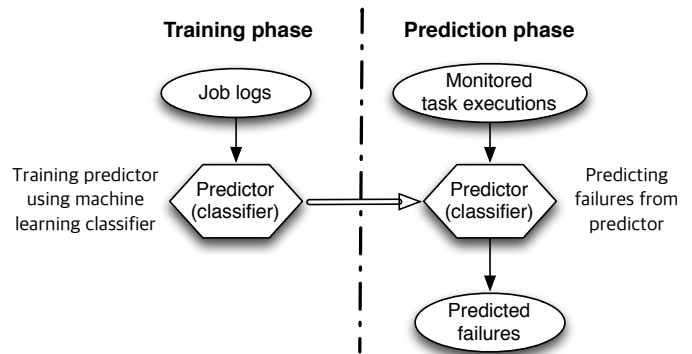 Training phase
Prediction phase
Job logs
Monitored
task executions
Training predictor
using machine
learning classifier
Predictor
(classifier)
Predictor
(classifier)
Predicting
failures from
predictor
Predicted
failures